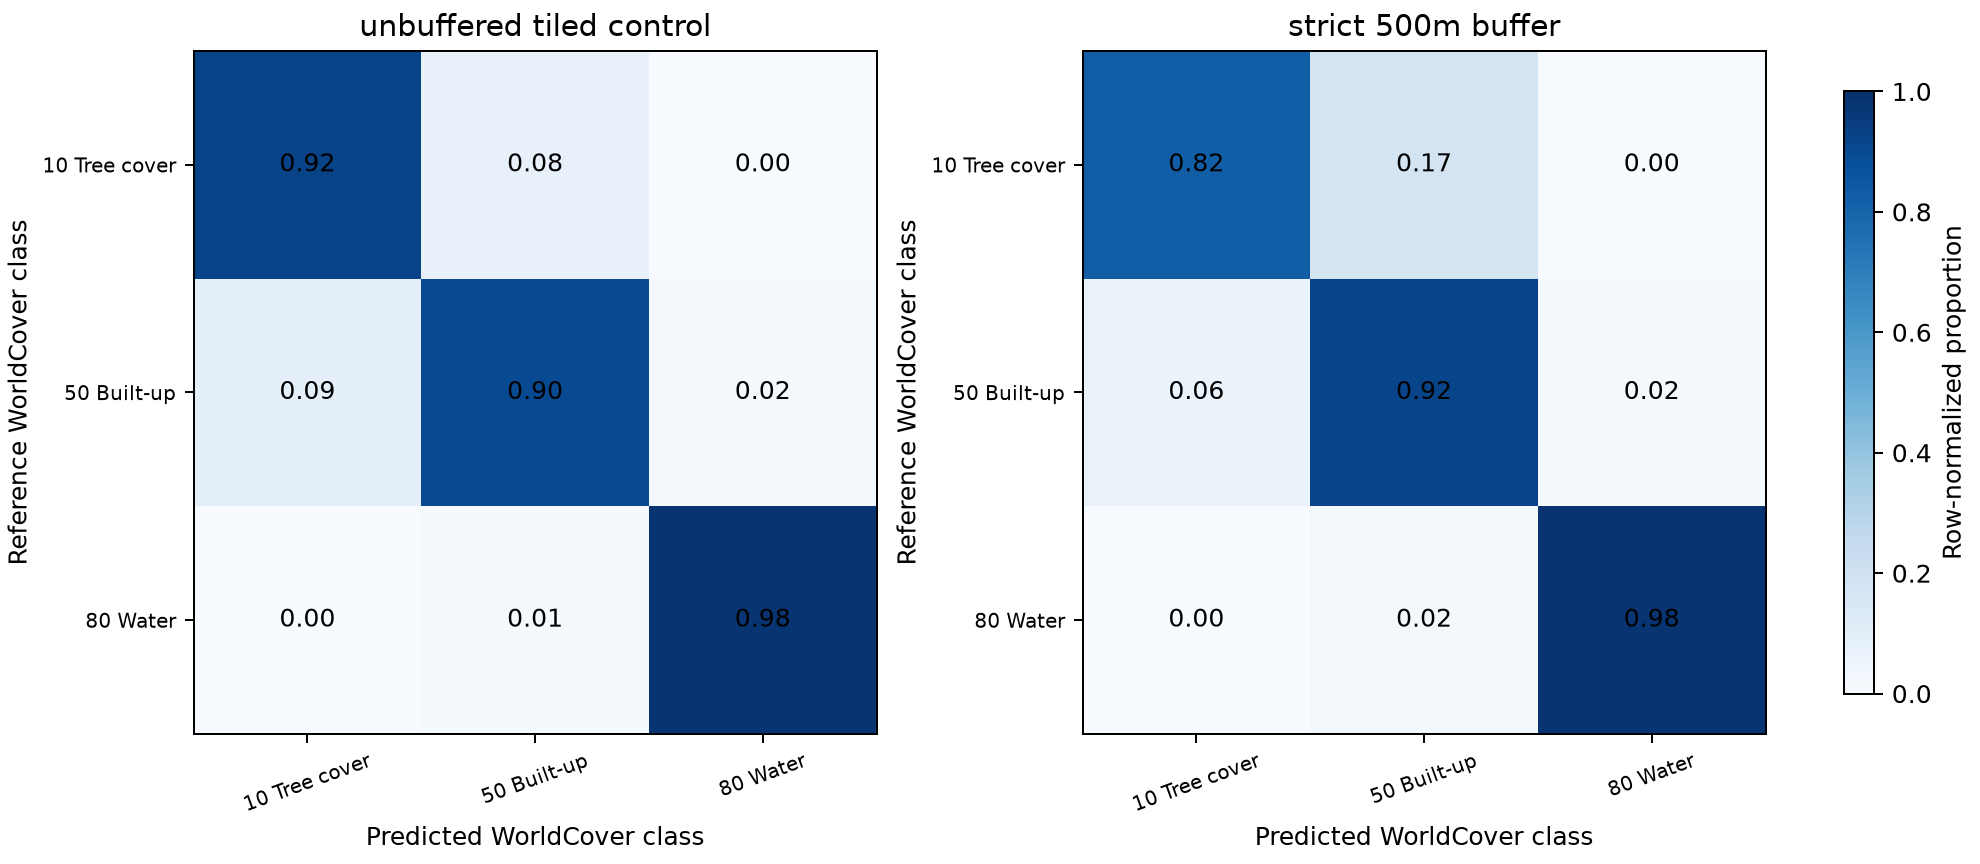 unbuffered tiled control
Reference WorldCover class
10 Tree cover
0.92 0.08 0.00
50 Built-up
0.09 0.90 0.02
80 Water
0.00 0.01 0.98
10 Tree cover 50 Built-up 80 Water
Predicted WorldCover class
strict 500m buffer
Reference WorldCover class
10 Tree cover
0.82 0.17 0.00
50 Built-up
0.06 0.92 0.02
80 Water
0.00 0.02 0.98
10 Tree cover 50 Built-up 80 Water
Predicted WorldCover class
1.0
0.8
0.6
0.4
0.2
0.0
Row-normalized proportion